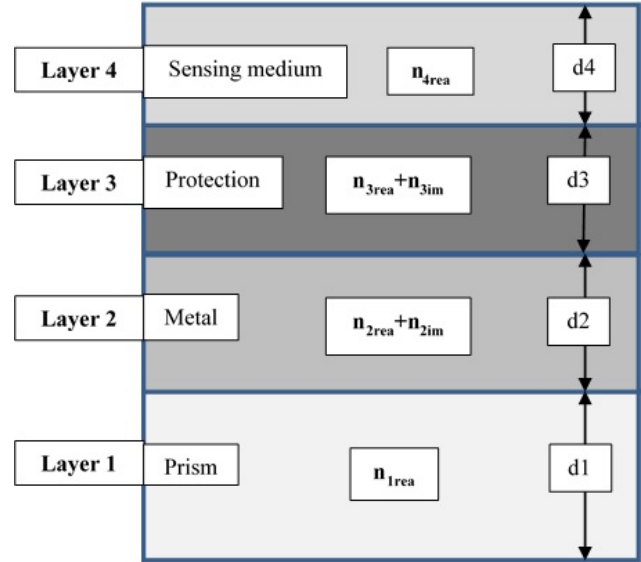 Layer 4 Sensing medium n4rea d4
Layer 3 Protection n3rea+n3im d3
Layer 2 Metal n2rea+n2im d2
Layer 1 Prism n1rea d1